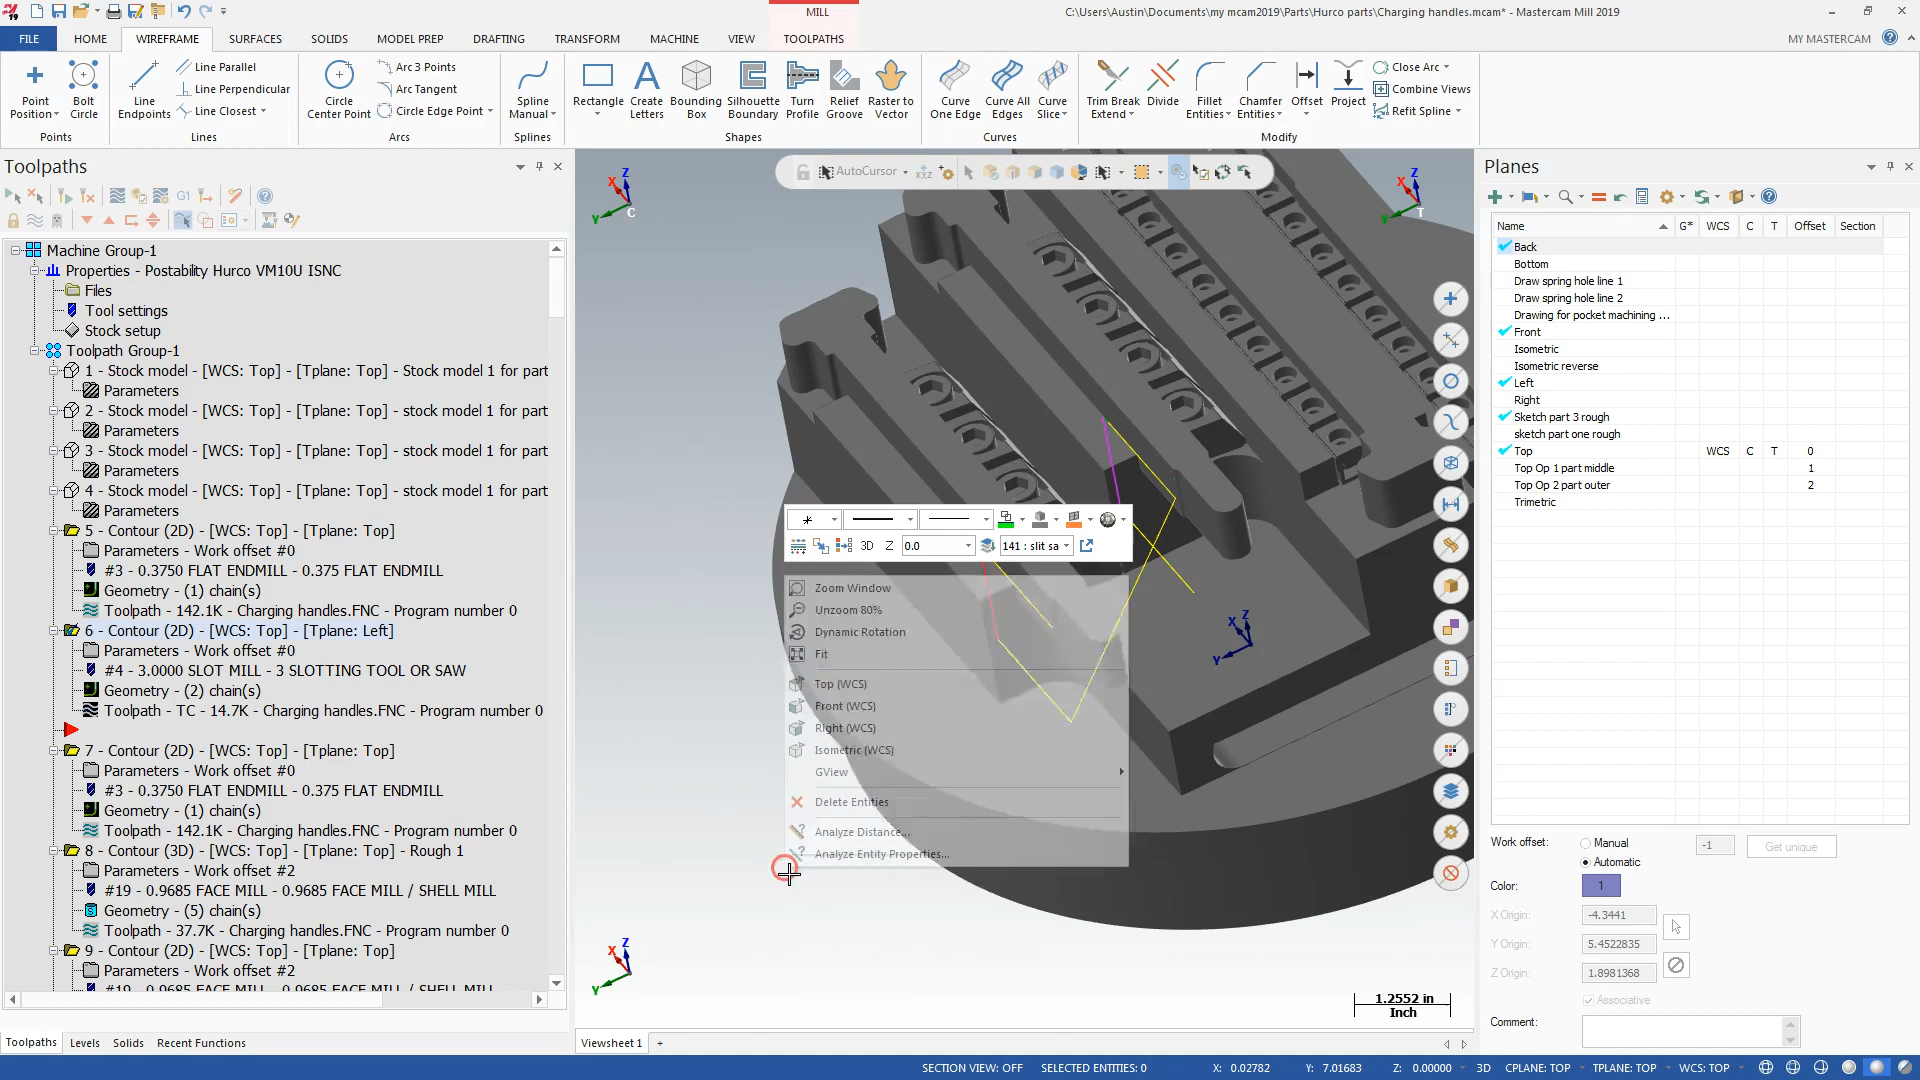 19
MILL
C:\Users\Austin\Documents\my mcam2019\Parts\Hurco parts\Charging handles.mcam* - Mastercam Mill 2019
FILE HOME WIREFRAME SURFACES SOLIDS MODEL PREP DRAFTING TRANSFORM MACHINE VIEW TOOLPATHS MY MASTERCAM
Point Position
Bolt Circle
Points
Line Endpoints
Line Parallel
Line Perpendicular
Line Closest
Lines
Circle Center Point
Arc 3 Points
Arc Tangent
Circle Edge Point
Arcs
Spline Manual
Splines
Rectangle
Create Letters
Bounding Box
Silhouette Boundary
Turn Profile
Relief Groove
Raster to Vector
Shapes
Curve One Edge
Curve All Edges
Curve Slice
Curves
Trim Break Extend
Divide
Fillet Entities
Chamfer Entities
Offset
Project
Close Arc
Combine Views
Refit Spline
Modify
Toolpaths
G1
Machine Group-1
Properties - Postability Hurco VM10U ISNC
Files
Tool settings
Stock setup
Toolpath Group-1
1 - Stock model - [WCS: Top] - [Tplane: Top] - Stock model 1 for part
Parameters
2 - Stock model - [WCS: Top] - [Tplane: Top] - stock model 1 for part
Parameters
3 - Stock model - [WCS: Top] - [Tplane: Top] - stock model 1 for part
Parameters
4 - Stock model - [WCS: Top] - [Tplane: Top] - stock model 1 for part
Parameters
5 - Contour (2D) - [WCS: Top] - [Tplane: Top]
Parameters - Work offset #0
#3 - 0.3750 FLAT ENDMILL - 0.375 FLAT ENDMILL
Geometry - (1) chain(s)
Toolpath - 142.1K - Charging handles.FNC - Program number 0
6 - Contour (2D) - [WCS: Top] - [Tplane: Left]
Parameters - Work offset #0
#4 - 3.0000 SLOT MILL - 3 SLOTTING TOOL OR SAW
Geometry - (2) chain(s)
Toolpath - TC - 14.7K - Charging handles.FNC - Program number 0
7 - Contour (2D) - [WCS: Top] - [Tplane: Top]
Parameters - Work offset #0
#3 - 0.3750 FLAT ENDMILL - 0.375 FLAT ENDMILL
Geometry - (1) chain(s)
Toolpath - 142.1K - Charging handles.FNC - Program number 0
8 - Contour (3D) - [WCS: Top] - [Tplane: Top] - Rough 1
Parameters - Work offset #2
#19 - 0.9685 FACE MILL - 0.9685 FACE MILL / SHELL MILL
Geometry - (5) chain(s)
Toolpath - 37.7K - Charging handles.FNC - Program number 0
9 - Contour (2D) - [WCS: Top] - [Tplane: Top]
Parameters - Work offset #2
#19 - 0.9685 FACE MILL - 0.9685 FACE MILL / SHELL MILL
Toolpaths Levels Solids Recent Functions
AutoCursor
X Z Y C
X Z Y T
X Z Y
X Z Y
3D Z 0.0 141 : slit sa
Zoom Window
Unzoom 80%
Dynamic Rotation
Fit
Top (WCS)
Front (WCS)
Right (WCS)
Isometric (WCS)
GView
Delete Entities
Analyze Distance...
Analyze Entity Properties...
1.2552 in
Inch
Viewsheet 1 +
Planes
Name G* WCS C T Offset Section
Back
Bottom
Draw spring hole line 1
Draw spring hole line 2
Drawing for pocket machining ...
Front
Isometric
Isometric reverse
Left
Right
Sketch part 3 rough
sketch part one rough
Top WCS C T 0
Top Op 1 part middle 1
Top Op 2 part outer 2
Trimetric
Work offset: Manual -1 Get unique
Automatic
Color: 1
X Origin: -4.3441
Y Origin: 5.4522835
Z Origin: 1.8981368
Associative
Comment:
SECTION VIEW: OFF SELECTED ENTITIES: 0 X: 0.02782 Y: 7.01683 Z: 0.00000 3D CPLANE: TOP TPLANE: TOP WCS: TOP